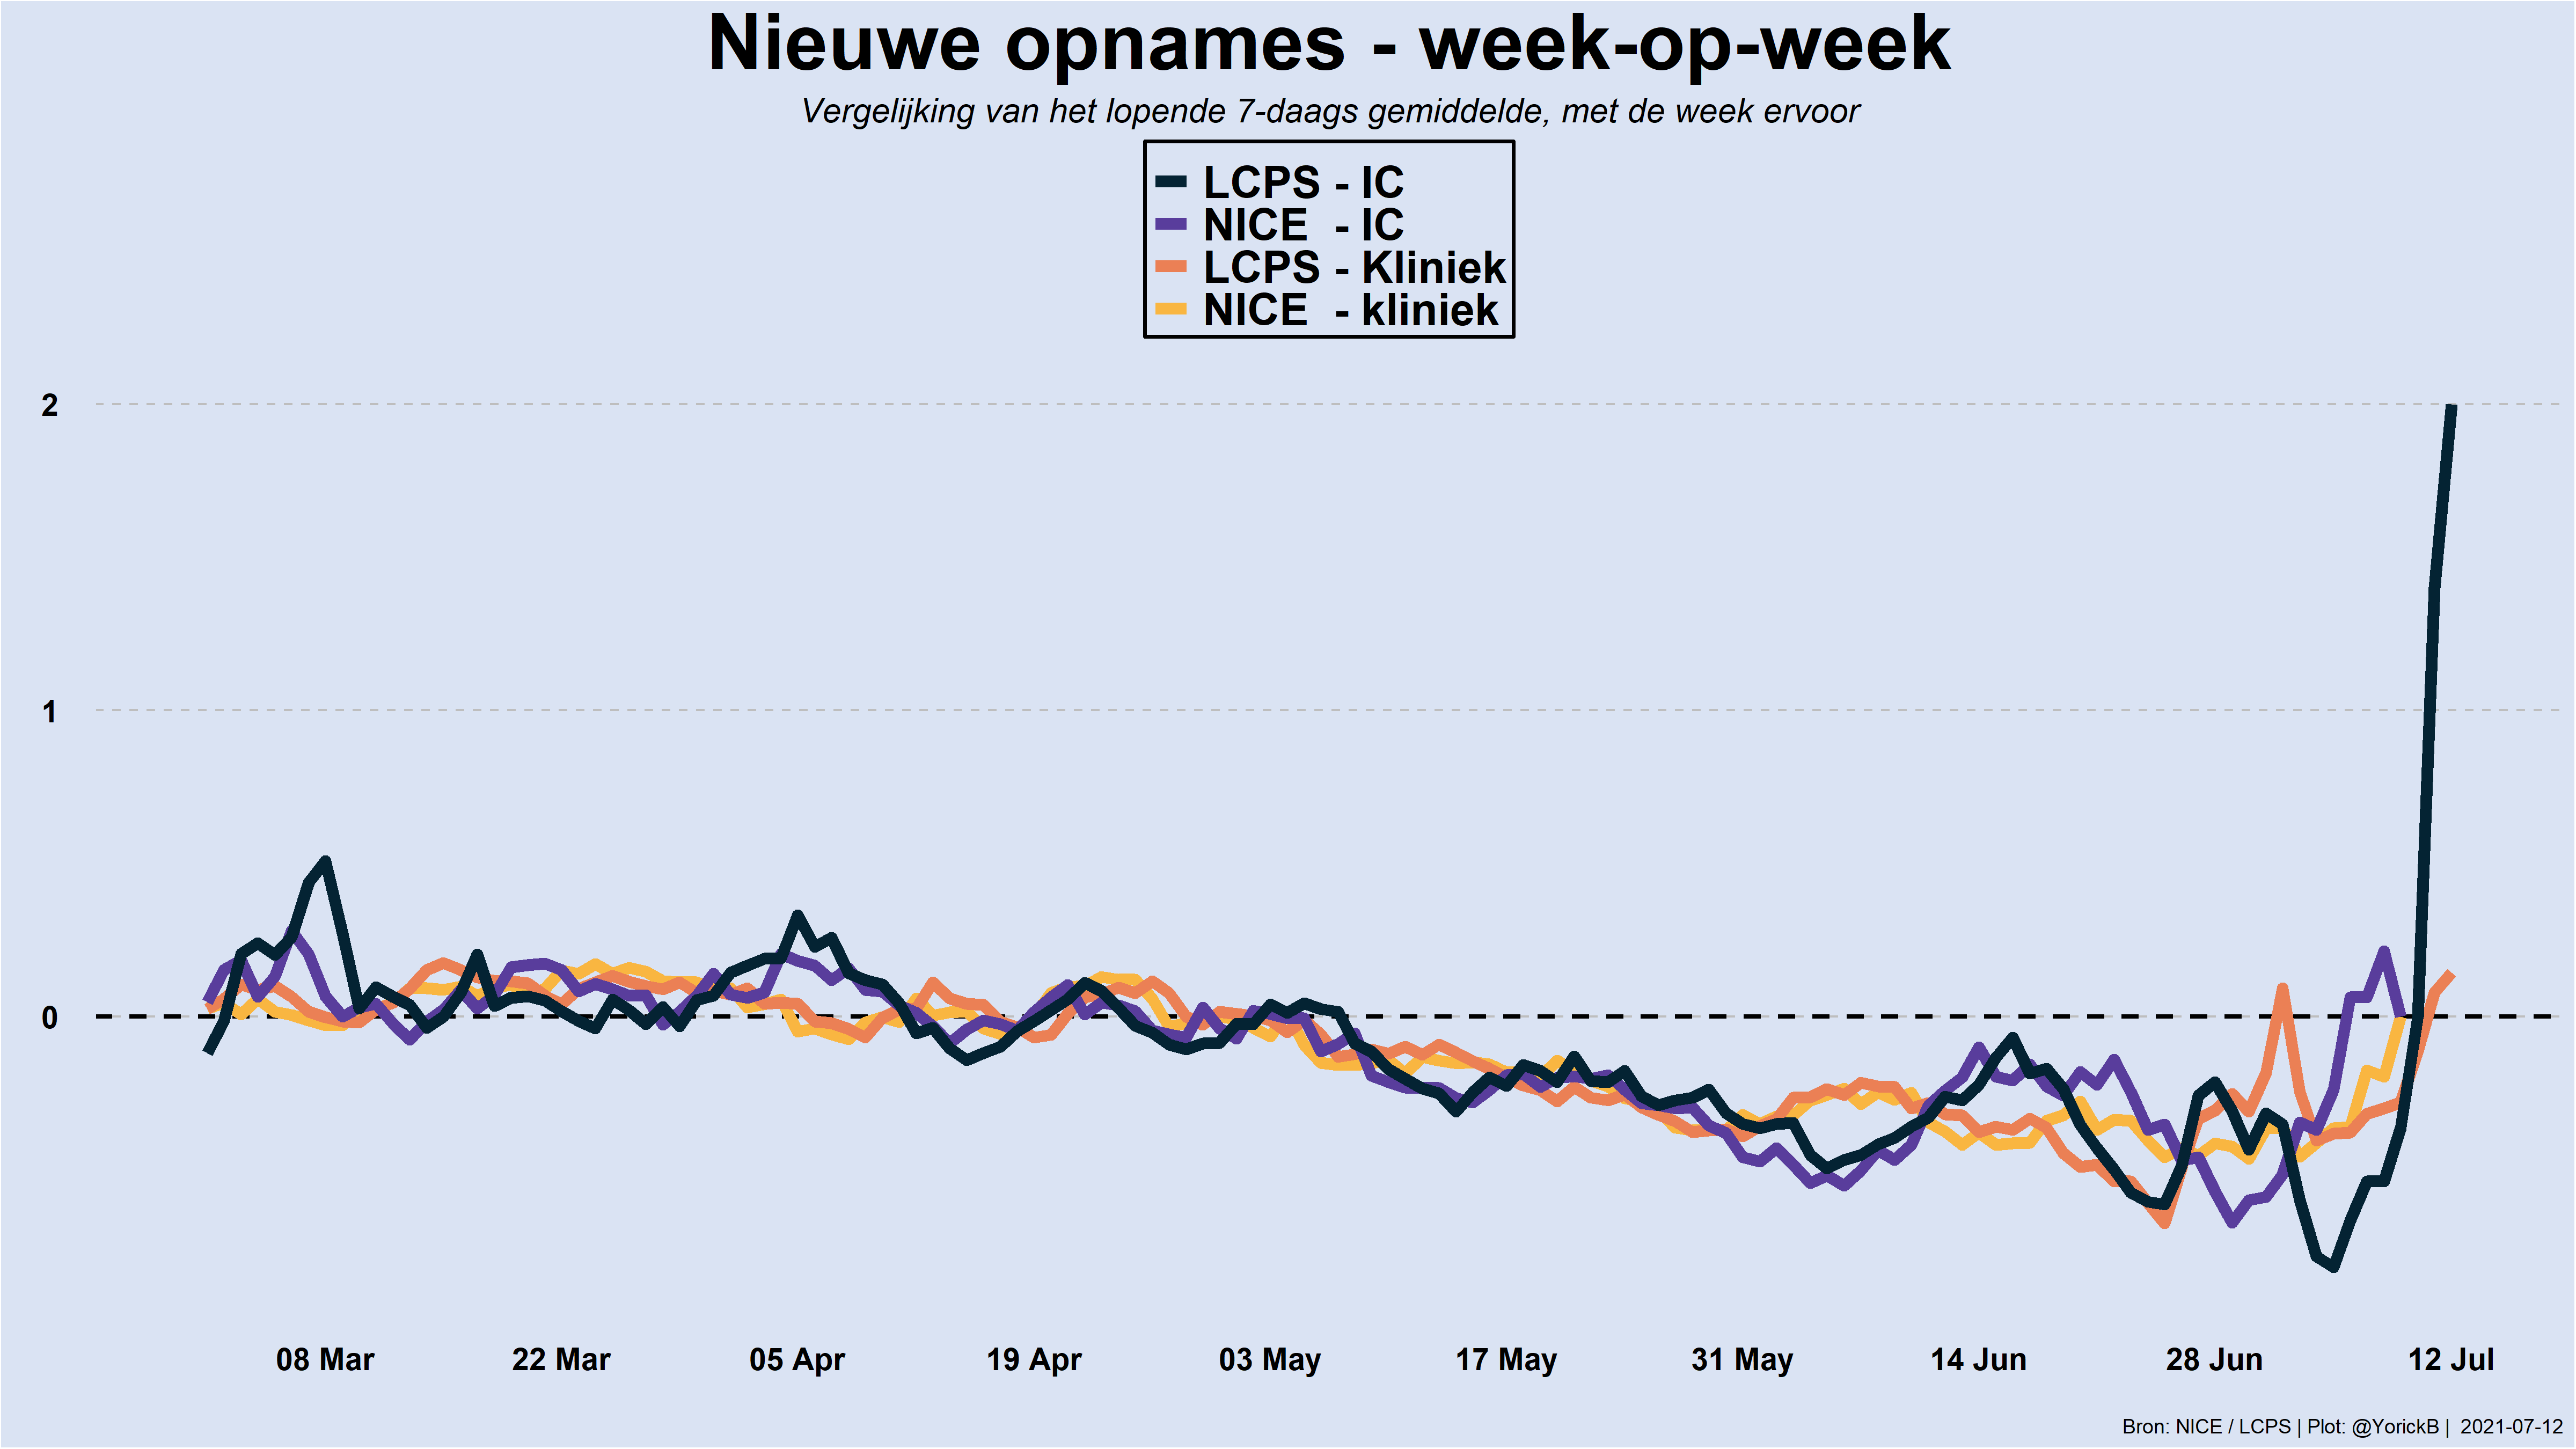 Nieuwe opnames - week-op-week
Vergelijking van het lopende 7-daags gemiddelde, met de week ervoor
LCPS - IC
NICE - IC
LCPS - Kliniek
NICE - kliniek
2
1
0
08 Mar 22 Mar 05 Apr 19 Apr 03 May 17 May 31 May 14 Jun 28 Jun 12 Jul
Bron: NICE / LCPS | Plot: @YorickB | 2021-07-12